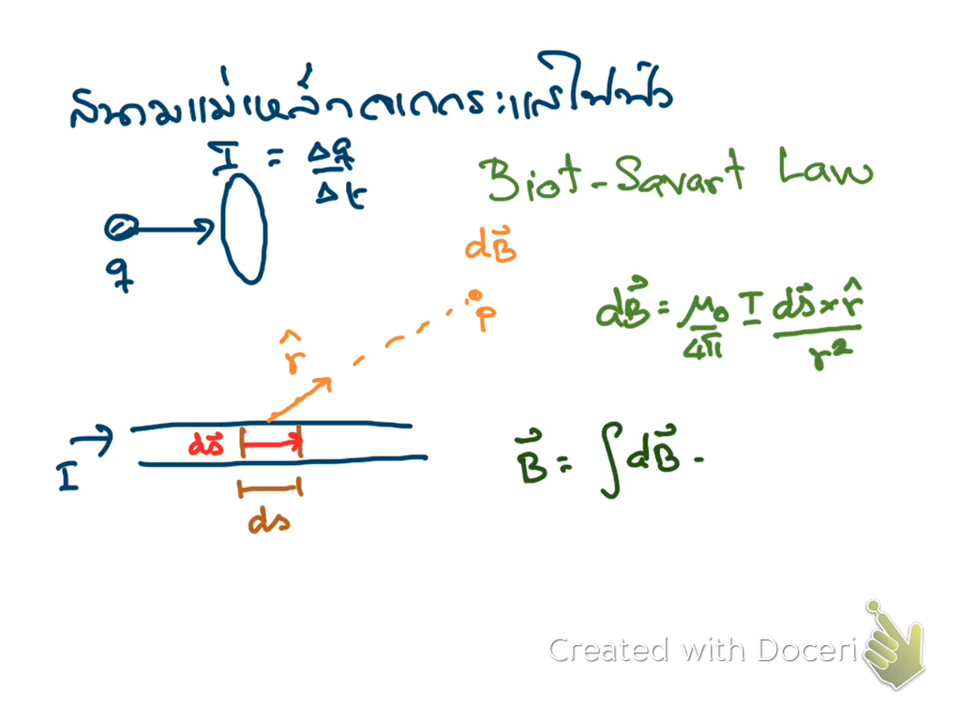 สนามแม่เหล็กจากกระแสไฟฟ้า
I = Δq/Δt
Biot-Savart Law
q
dB⃗
P
dB⃗ = μ₀/4π I ds⃗ × r̂/r²
r̂
ds⃗
I
B⃗ = ∫ dB⃗ -
ds
Created with Doceri